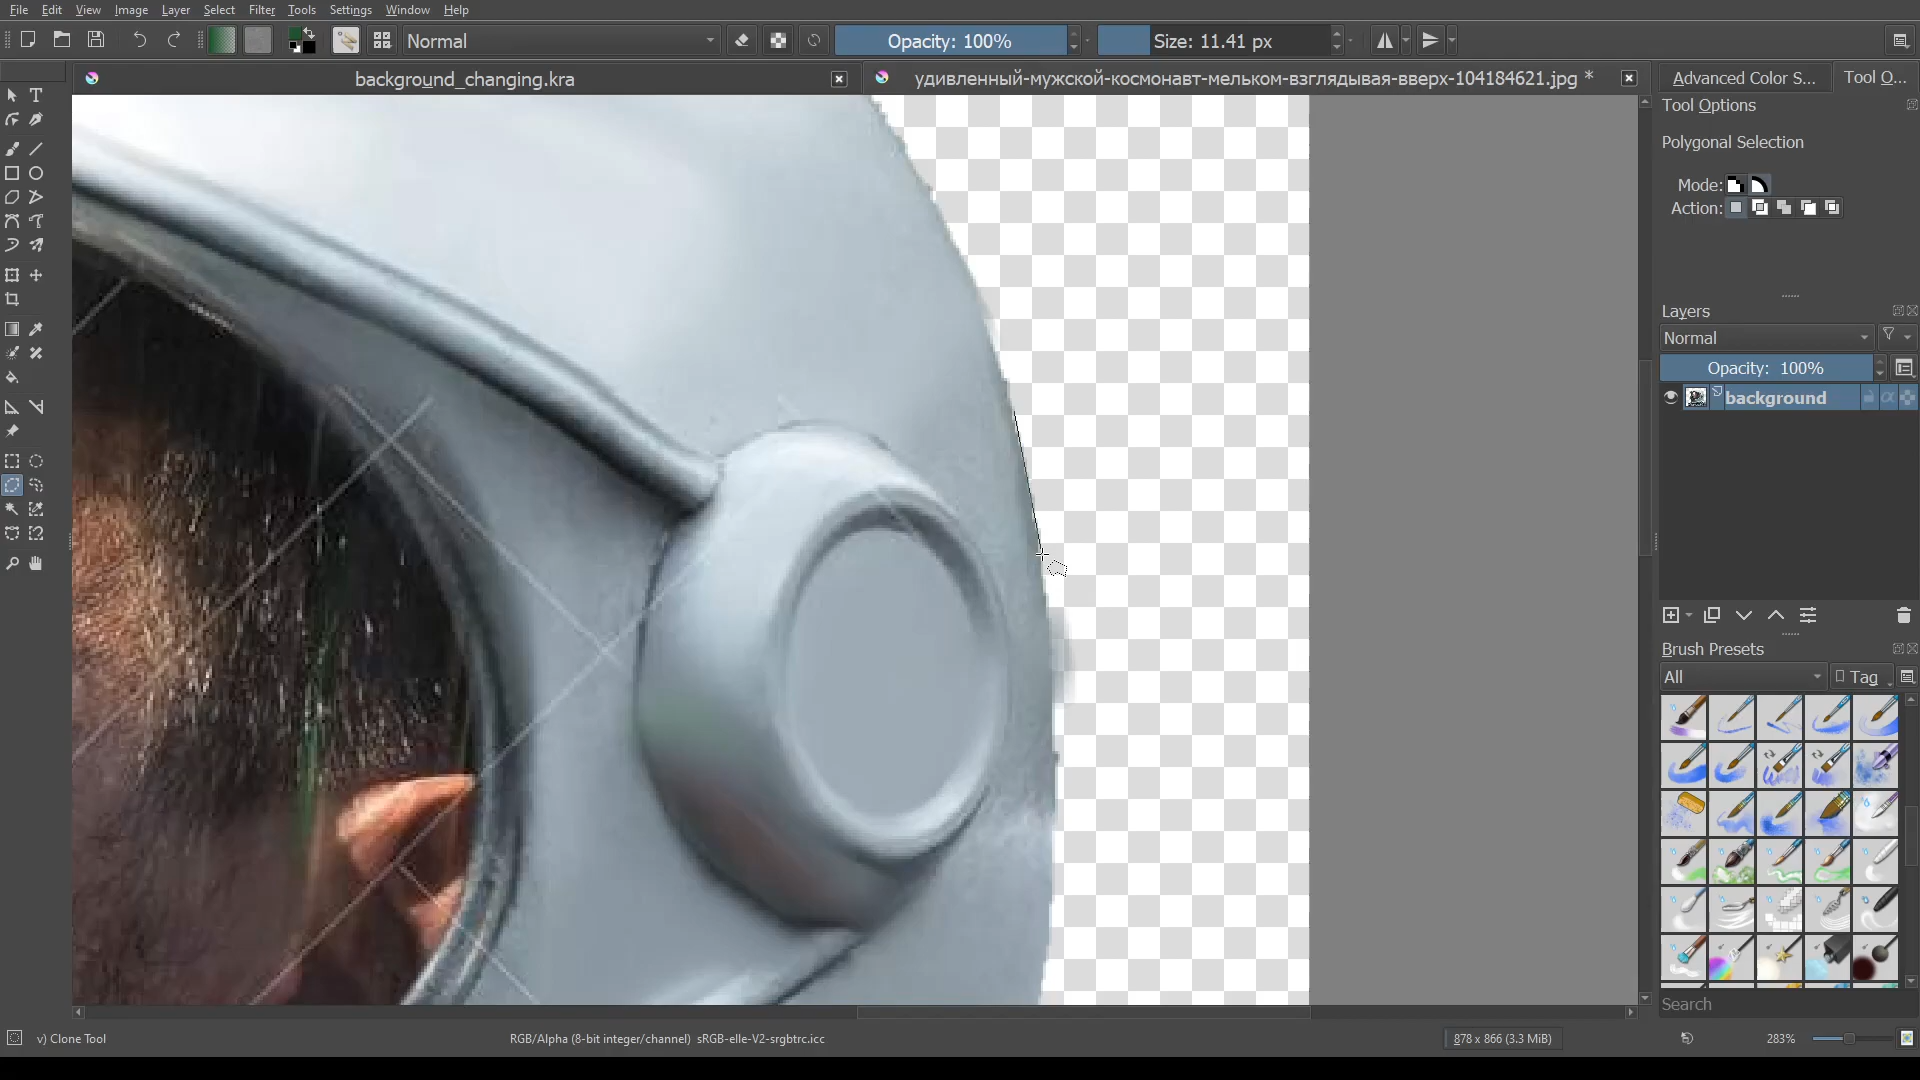 File Edit View Image Layer Select Filter Tools Settings Window Help
Normal
Opacity: 100%
Size: 11.41 px
background_changing.kra
удивленный-мужской-космонавт-мельком-взглядывая-вверх-104184621.jpg *
Advanced Color S...
Tool O...
Tool Options
Polygonal Selection
Mode:
Action:
Layers
Normal
Opacity: 100%
background
Brush Presets
All
Tag
Search
v) Clone Tool
RGB/Alpha (8-bit integer/channel) sRGB-elle-V2-srgbtrc.icc
878 x 866 (3.3 MiB)
283%